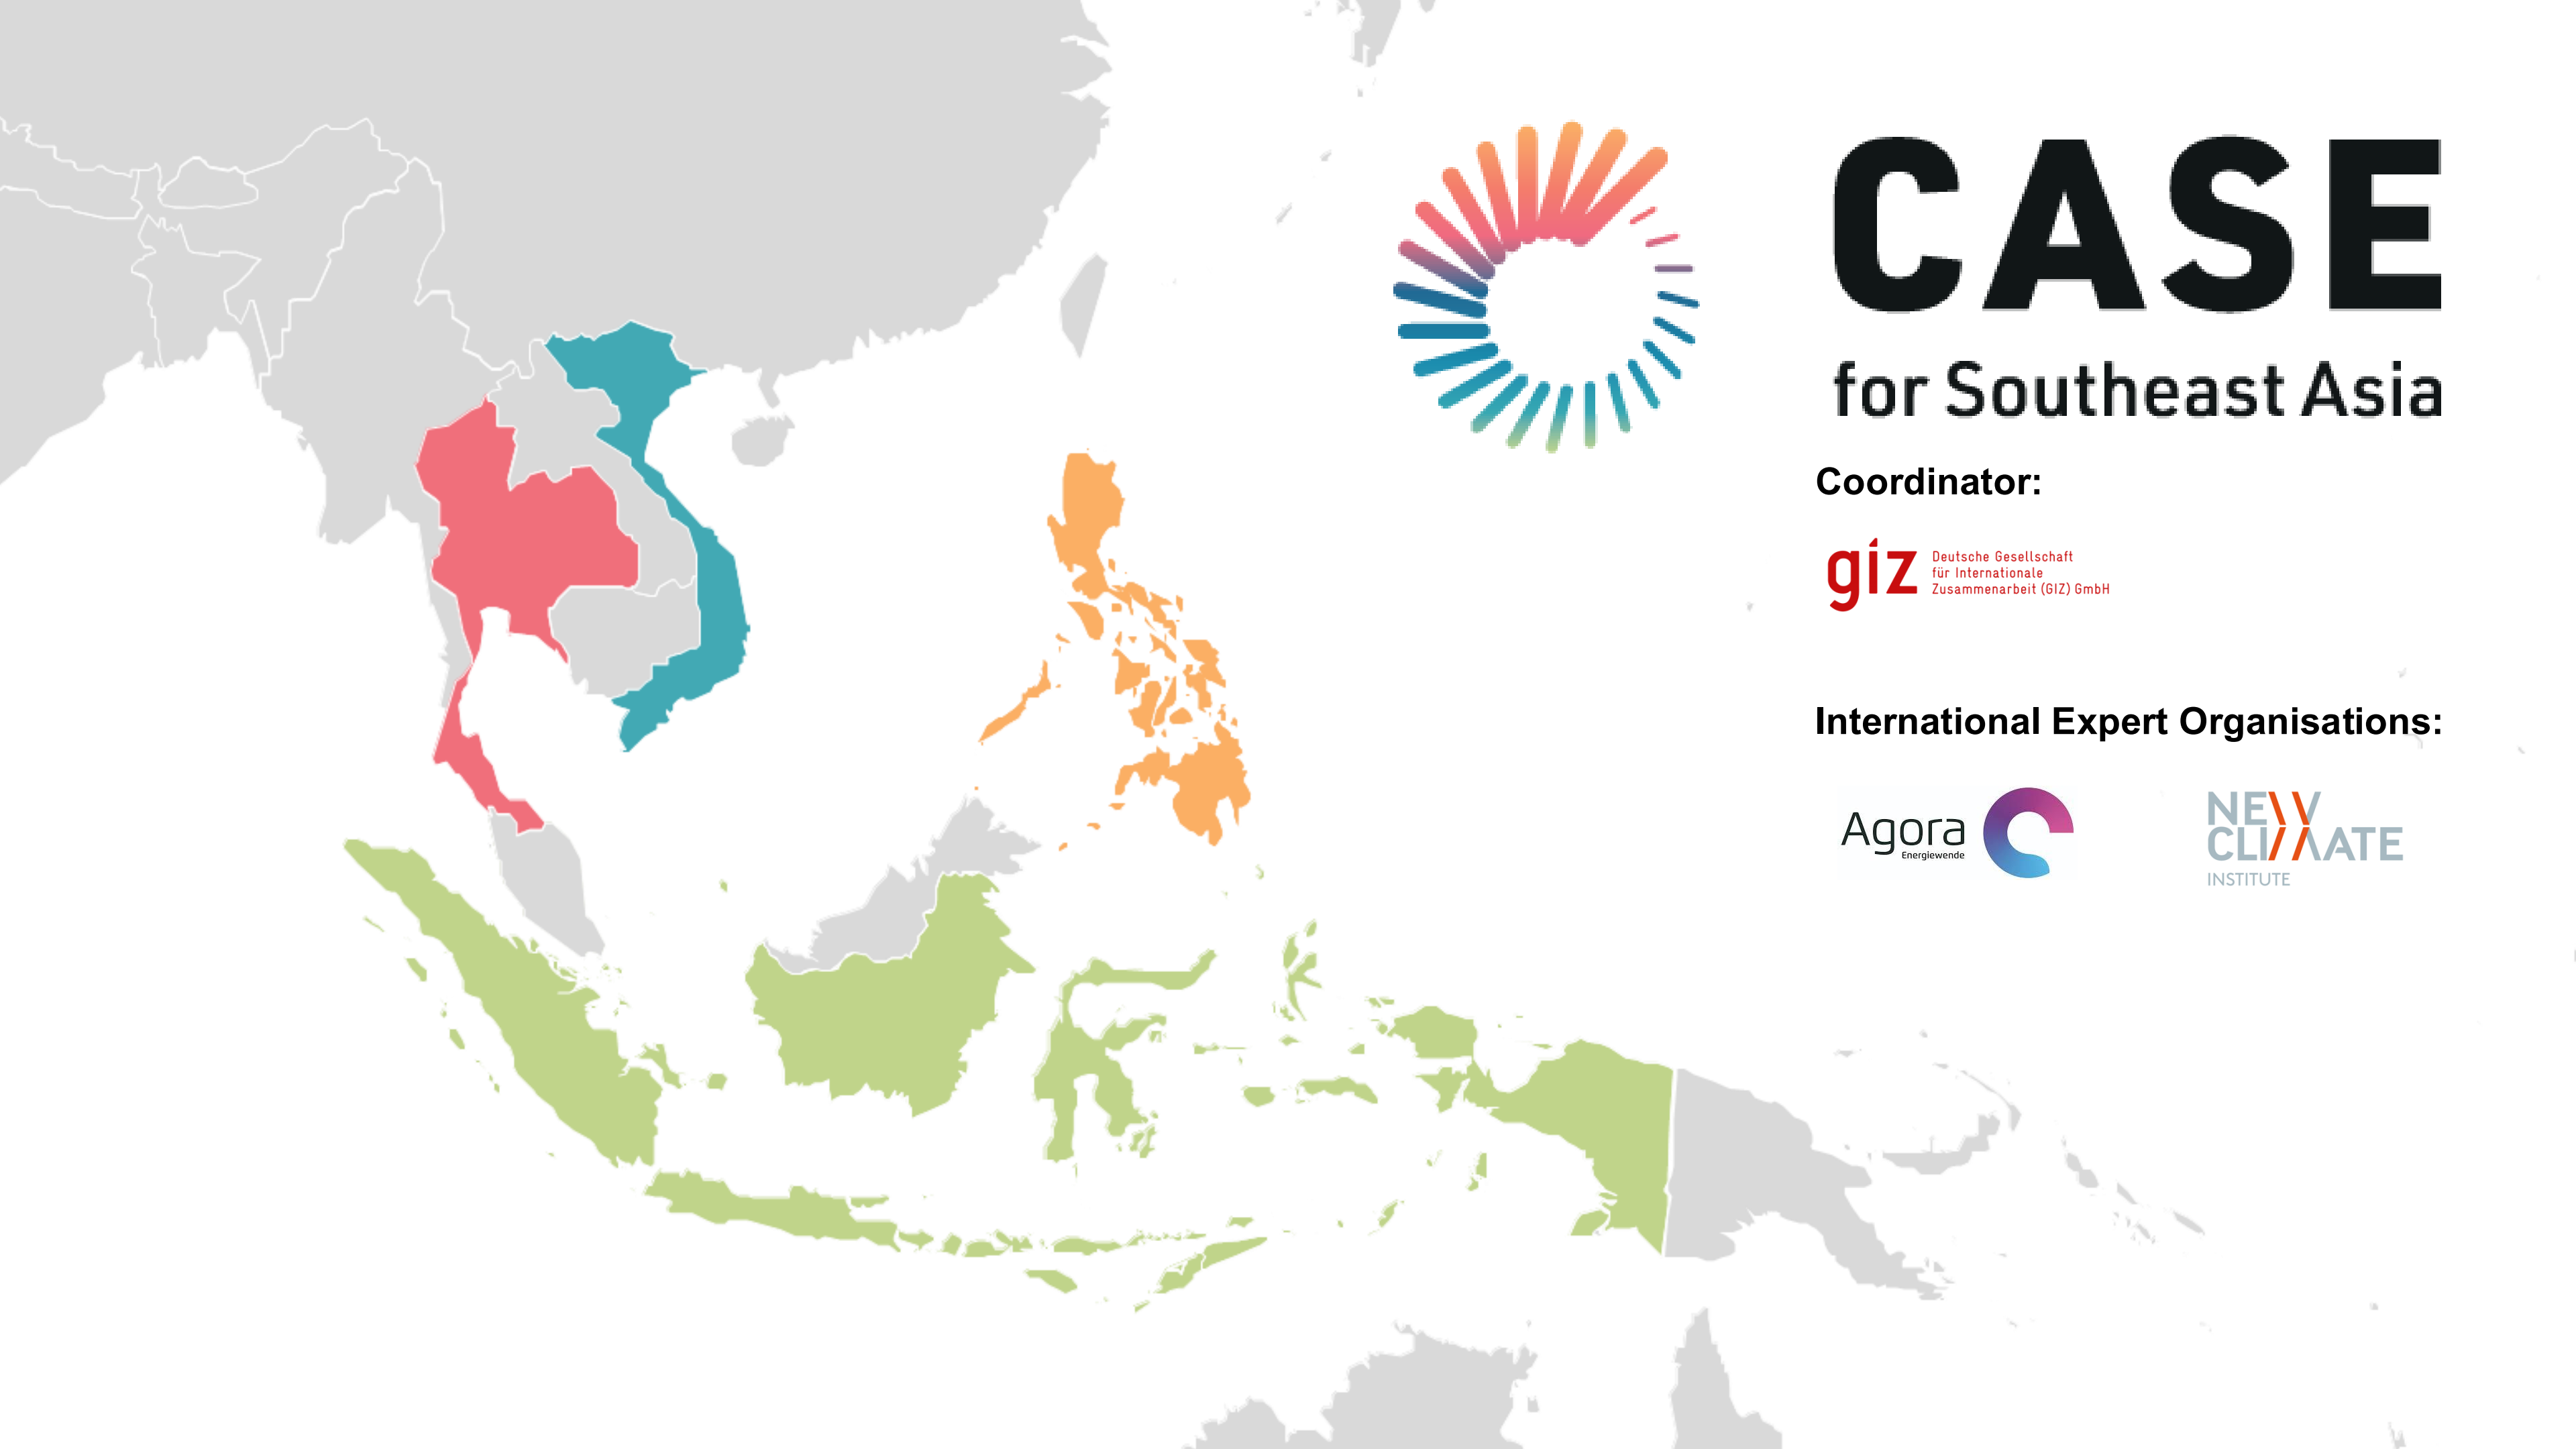 CASE
for Southeast Asia
Coordinator:
giz
Deutsche Gesellschaft
für Internationale
Zusammenarbeit (GIZ) GmbH
International Expert Organisations:
Agora
Energiewende
NEW
CLIMATE
INSTITUTE